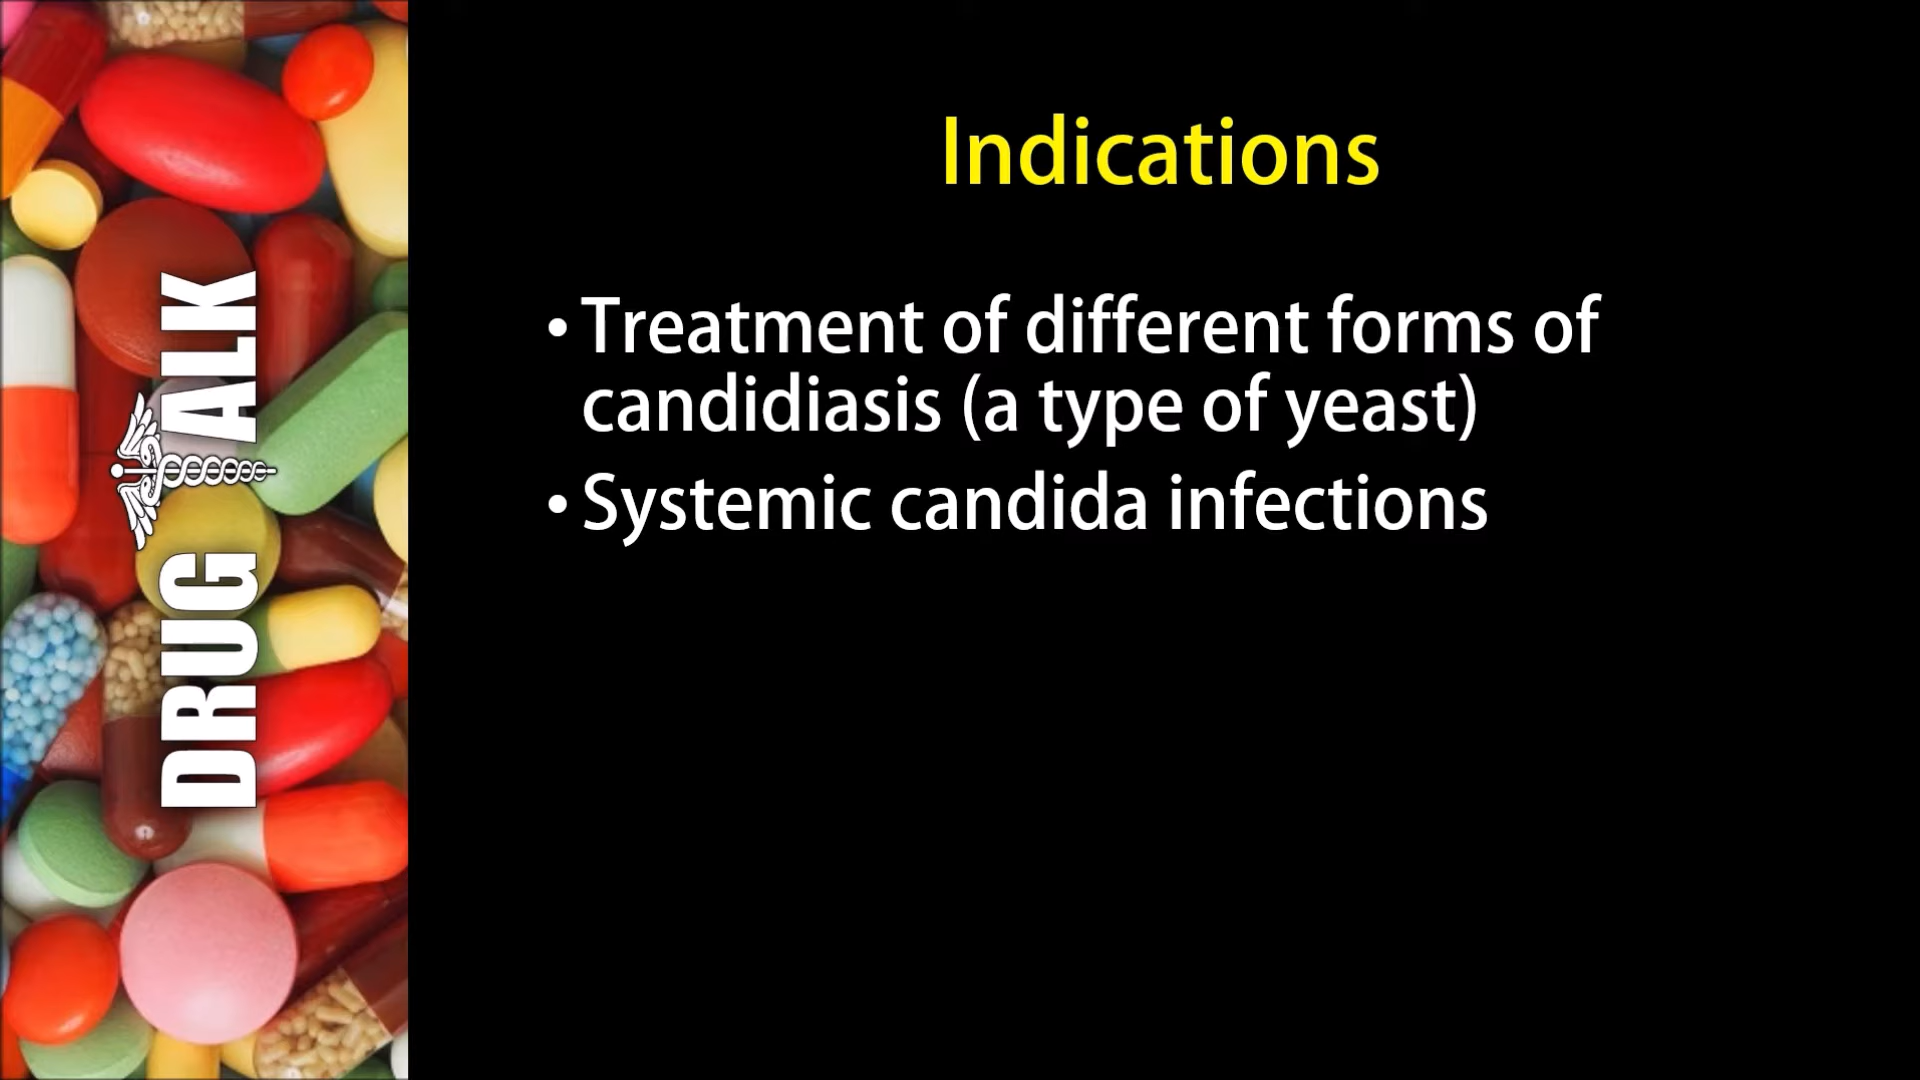 DRUG TALK
Indications
• Treatment of different forms of
candidiasis (a type of yeast)
• Systemic candida infections